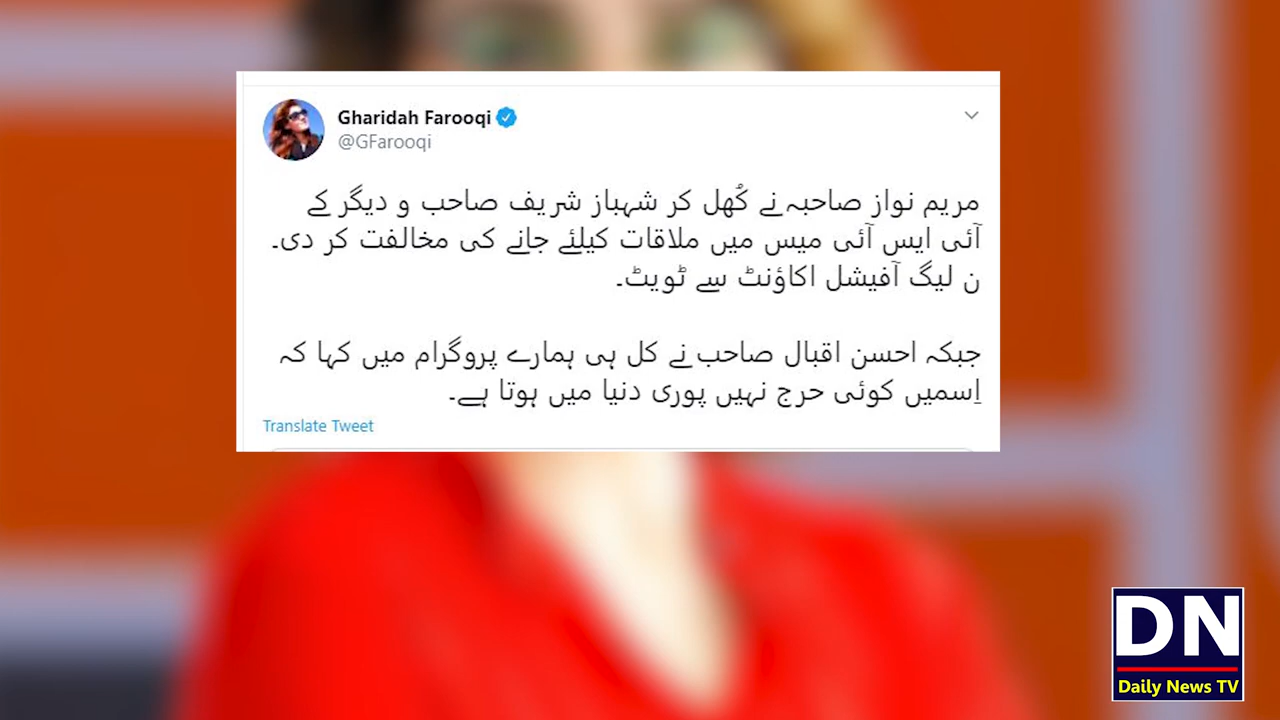 Gharidah Farooqi
@GFarooqi
مریم نواز صاحبہ نے کُھل کر شہباز شریف صاحب و دیگر کے
آئی ایس آئی میس میں ملاقات کیلئے جانے کی مخالفت کر دی۔
ن لیگ آفیشل اکاؤنٹ سے ٹویٹ۔
جبکہ احسن اقبال صاحب نے کل ہی ہمارے پروگرام میں کہا کہ
اِسمیں کوئی حرج نہیں پوری دنیا میں ہوتا ہے۔
Translate Tweet
DN
Daily News TV